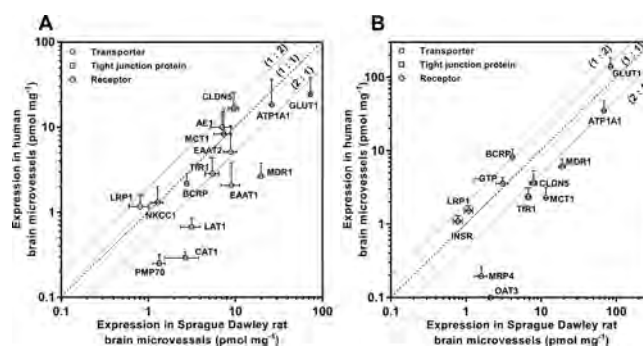 A
Expression in human
brain microvessels (pmol mg⁻¹)
100
10
1
0.1
Transporter
Tight junction protein
Receptor
(1 : 2)
(1 : 1)
(2 : 1)
CLDN5
ATP1A1
GLUT1
AE1
MCT1
EAAT2
TfR1
MDR1
LRP1
BCRP
EAAT1
NKCC1
LAT1
CAT1
PMP70
0.1
1
10
100
Expression in Sprague Dawley rat
brain microvessels (pmol mg⁻¹)
B
Expression in human
brain microvessels (pmol mg⁻¹)
100
10
1
0.1
Transporter
Tight junction protein
Receptor
(1 : 2)
(1 : 1)
GLUT1
(2 :
ATP1A1
BCRP
MDR1
GTP
CLDN5
LRP1
TfR1
MCT1
INSR
MRP4
OAT3
0.1
1
10
100
Expression in Sprague Dawley rat
brain microvessels (pmol mg⁻¹)